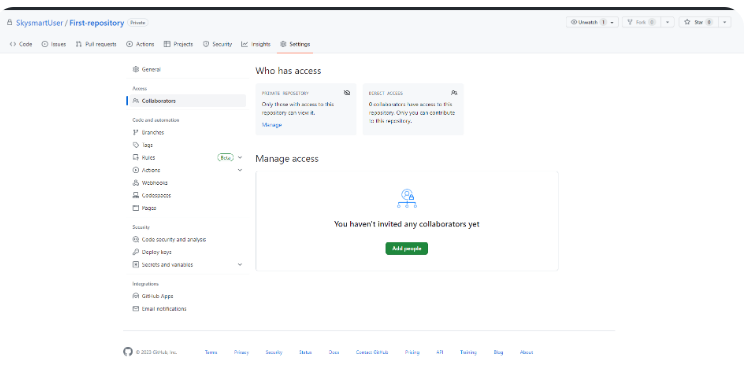 SkysmartUser / First-repository Private
Unwatch 1 Fork 0 Star 0
Code Issues Pull requests Actions Projects Security Insights Settings
General
Access
Collaborators
Code and automation
Branches
Tags
Rules Beta
Actions
Webhooks
Codespaces
Pages
Security
Code security and analysis
Deploy keys
Secrets and variables
Integrations
GitHub Apps
Email notifications
Who has access
PRIVATE REPOSITORY
Only those with access to this
repository can view it.
Manage
DIRECT ACCESS
0 collaborators have access to this
repository. Only you can contribute
to this repository.
Manage access
You haven't invited any collaborators yet
Add people
© 2023 GitHub, Inc. Terms Privacy Security Status Docs Contact GitHub Pricing API Training Blog About